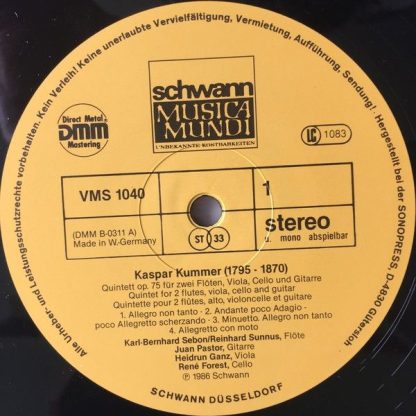 Alle Urheber- und Leistungsschutzrechte vorbehalten. Kein Verleih! Keine unerlaubte Vervielfältigung, Vermietung, Aufführung, Sendung! Hergestellt bei der SONOPRESS, D-4830 Gütersloh
schwann
MUSICA
MUNDI
UNBEKANNTE KOSTBARKEITEN
Direct Metal
DMM
Mastering
LC 1083
VMS 1040
1
(DMM B-0311 A)
Made in W.-Germany
ST 33
stereo
u. mono abspielbar
Kaspar Kummer (1795 - 1870)
Quintett op. 75 für zwei Flöten, Viola, Cello und Gitarre
Quintet for 2 flutes, viola, cello and guitar
Quintette pour 2 flûtes, alto, violoncelle et guitare
1. Allegro non tanto - 2. Andante poco Adagio -
poco Allegretto scherzando - 3. Minuetto. Allegro non tanto
4. Allegretto con moto
Karl-Bernhard Sebon/Reinhard Sunnus, Flöte
Juan Pastor, Gitarre
Heidrun Ganz, Viola
René Forest, Cello
Ⓟ 1986 Schwann
SCHWANN DÜSSELDORF